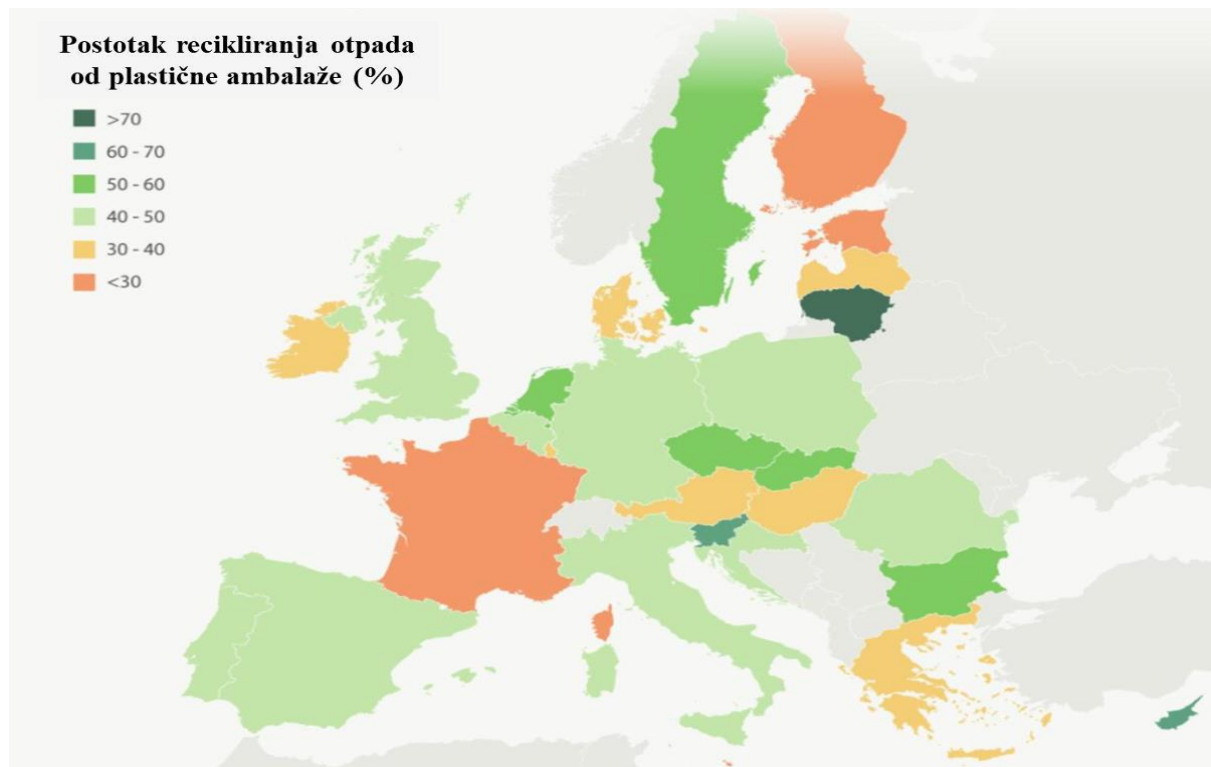 Postotak recikliranja otpada
od plastične ambalaže (%)
>70
60 - 70
50 - 60
40 - 50
30 - 40
<30